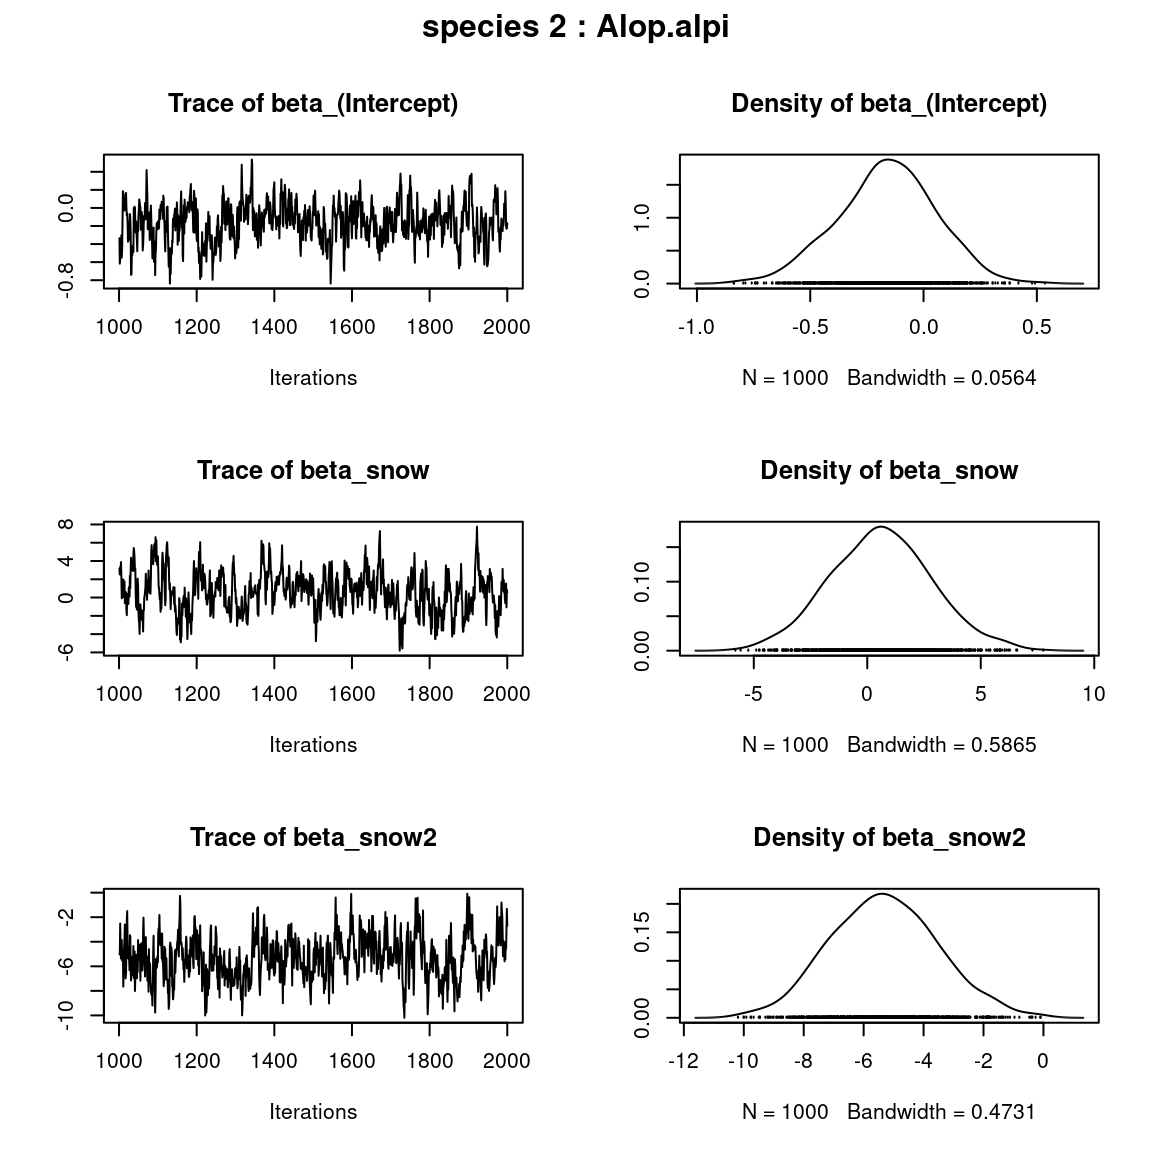 species 2 : Alop.alpi
Trace of beta_(Intercept)
Density of beta_(Intercept)
0.0
-0.8
1000 1200 1400 1600 1800 2000
Iterations
1.0
0.0
-1.0 -0.5 0.0 0.5
N = 1000 Bandwidth = 0.0564
Trace of beta_snow
Density of beta_snow
8
4
0
-6
1000 1200 1400 1600 1800 2000
Iterations
0.10
0.00
-5 0 5 10
N = 1000 Bandwidth = 0.5865
Trace of beta_snow2
Density of beta_snow2
-2
-6
-10
1000 1200 1400 1600 1800 2000
Iterations
0.15
0.00
-12 -10 -8 -6 -4 -2 0
N = 1000 Bandwidth = 0.4731